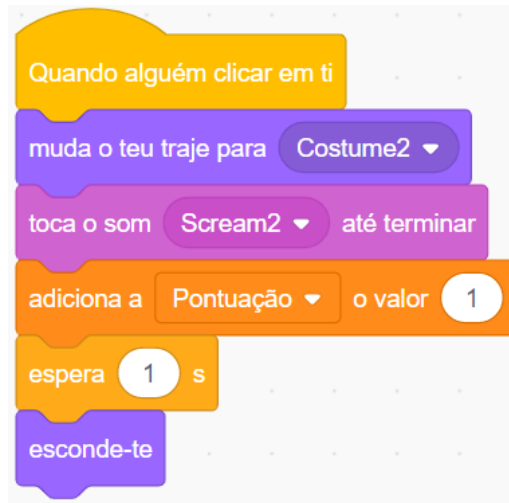 Quando alguém clicar em ti
muda o teu traje para Costume2
toca o som Scream2 até terminar
adiciona a Pontuação o valor 1
espera 1 s
esconde-te